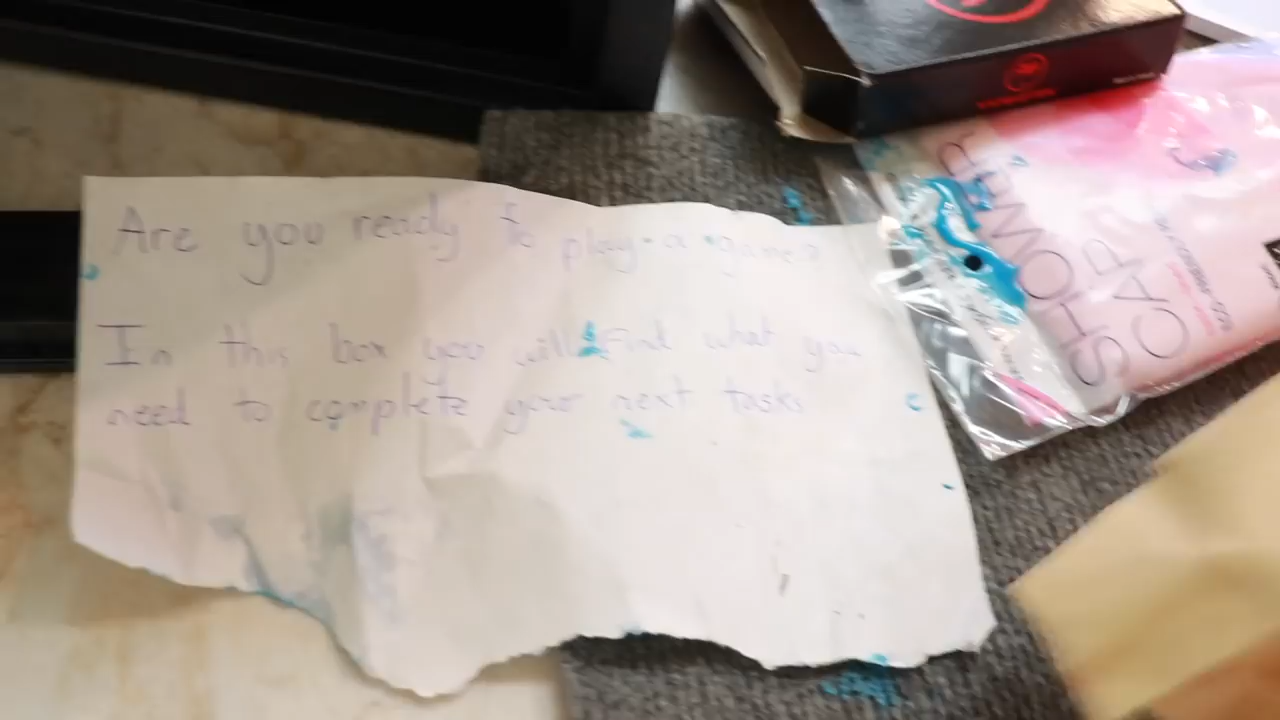 Are you ready to play a game?
In this box you will find what you
need to complete your next tasks
SHOWER
CAP